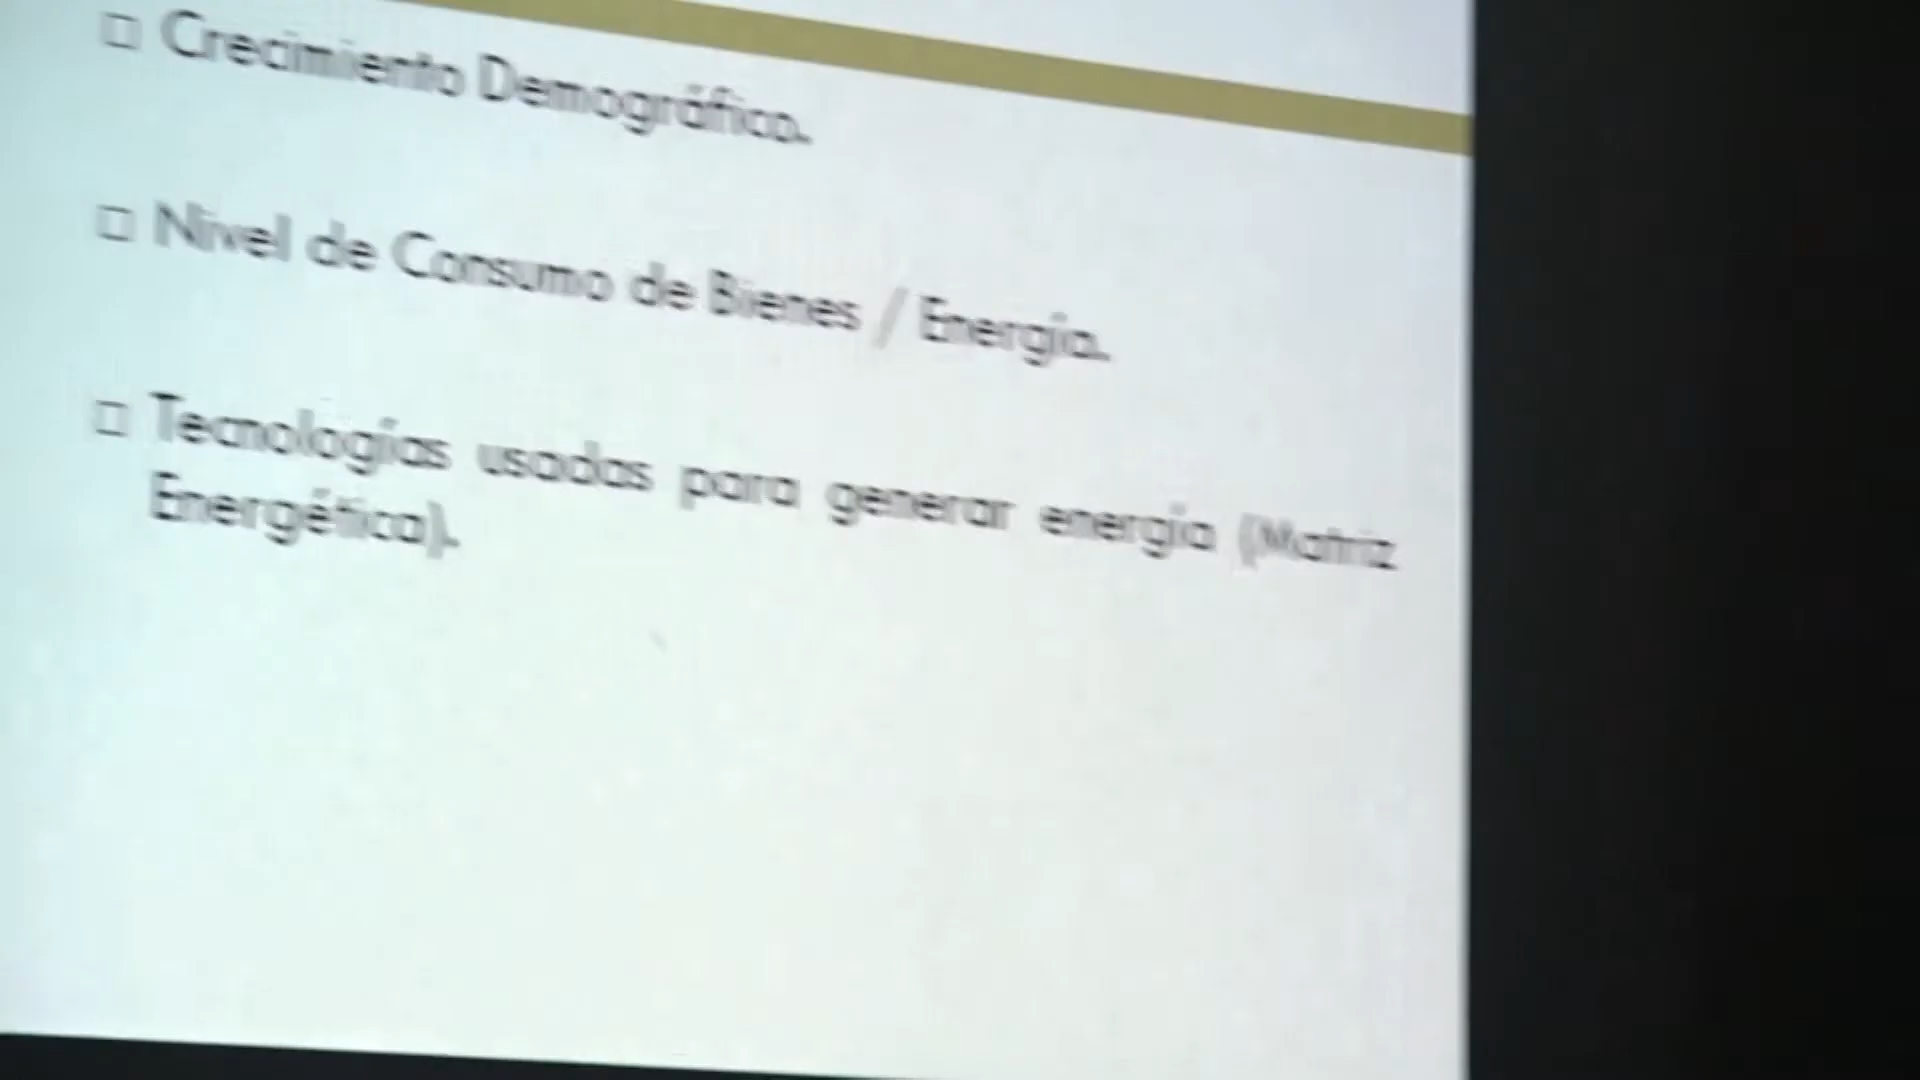 Crecimiento Demográfico.
Nivel de Consumo de Bienes / Energía.
Tecnologías usadas para generar energía (Matriz
Energética).